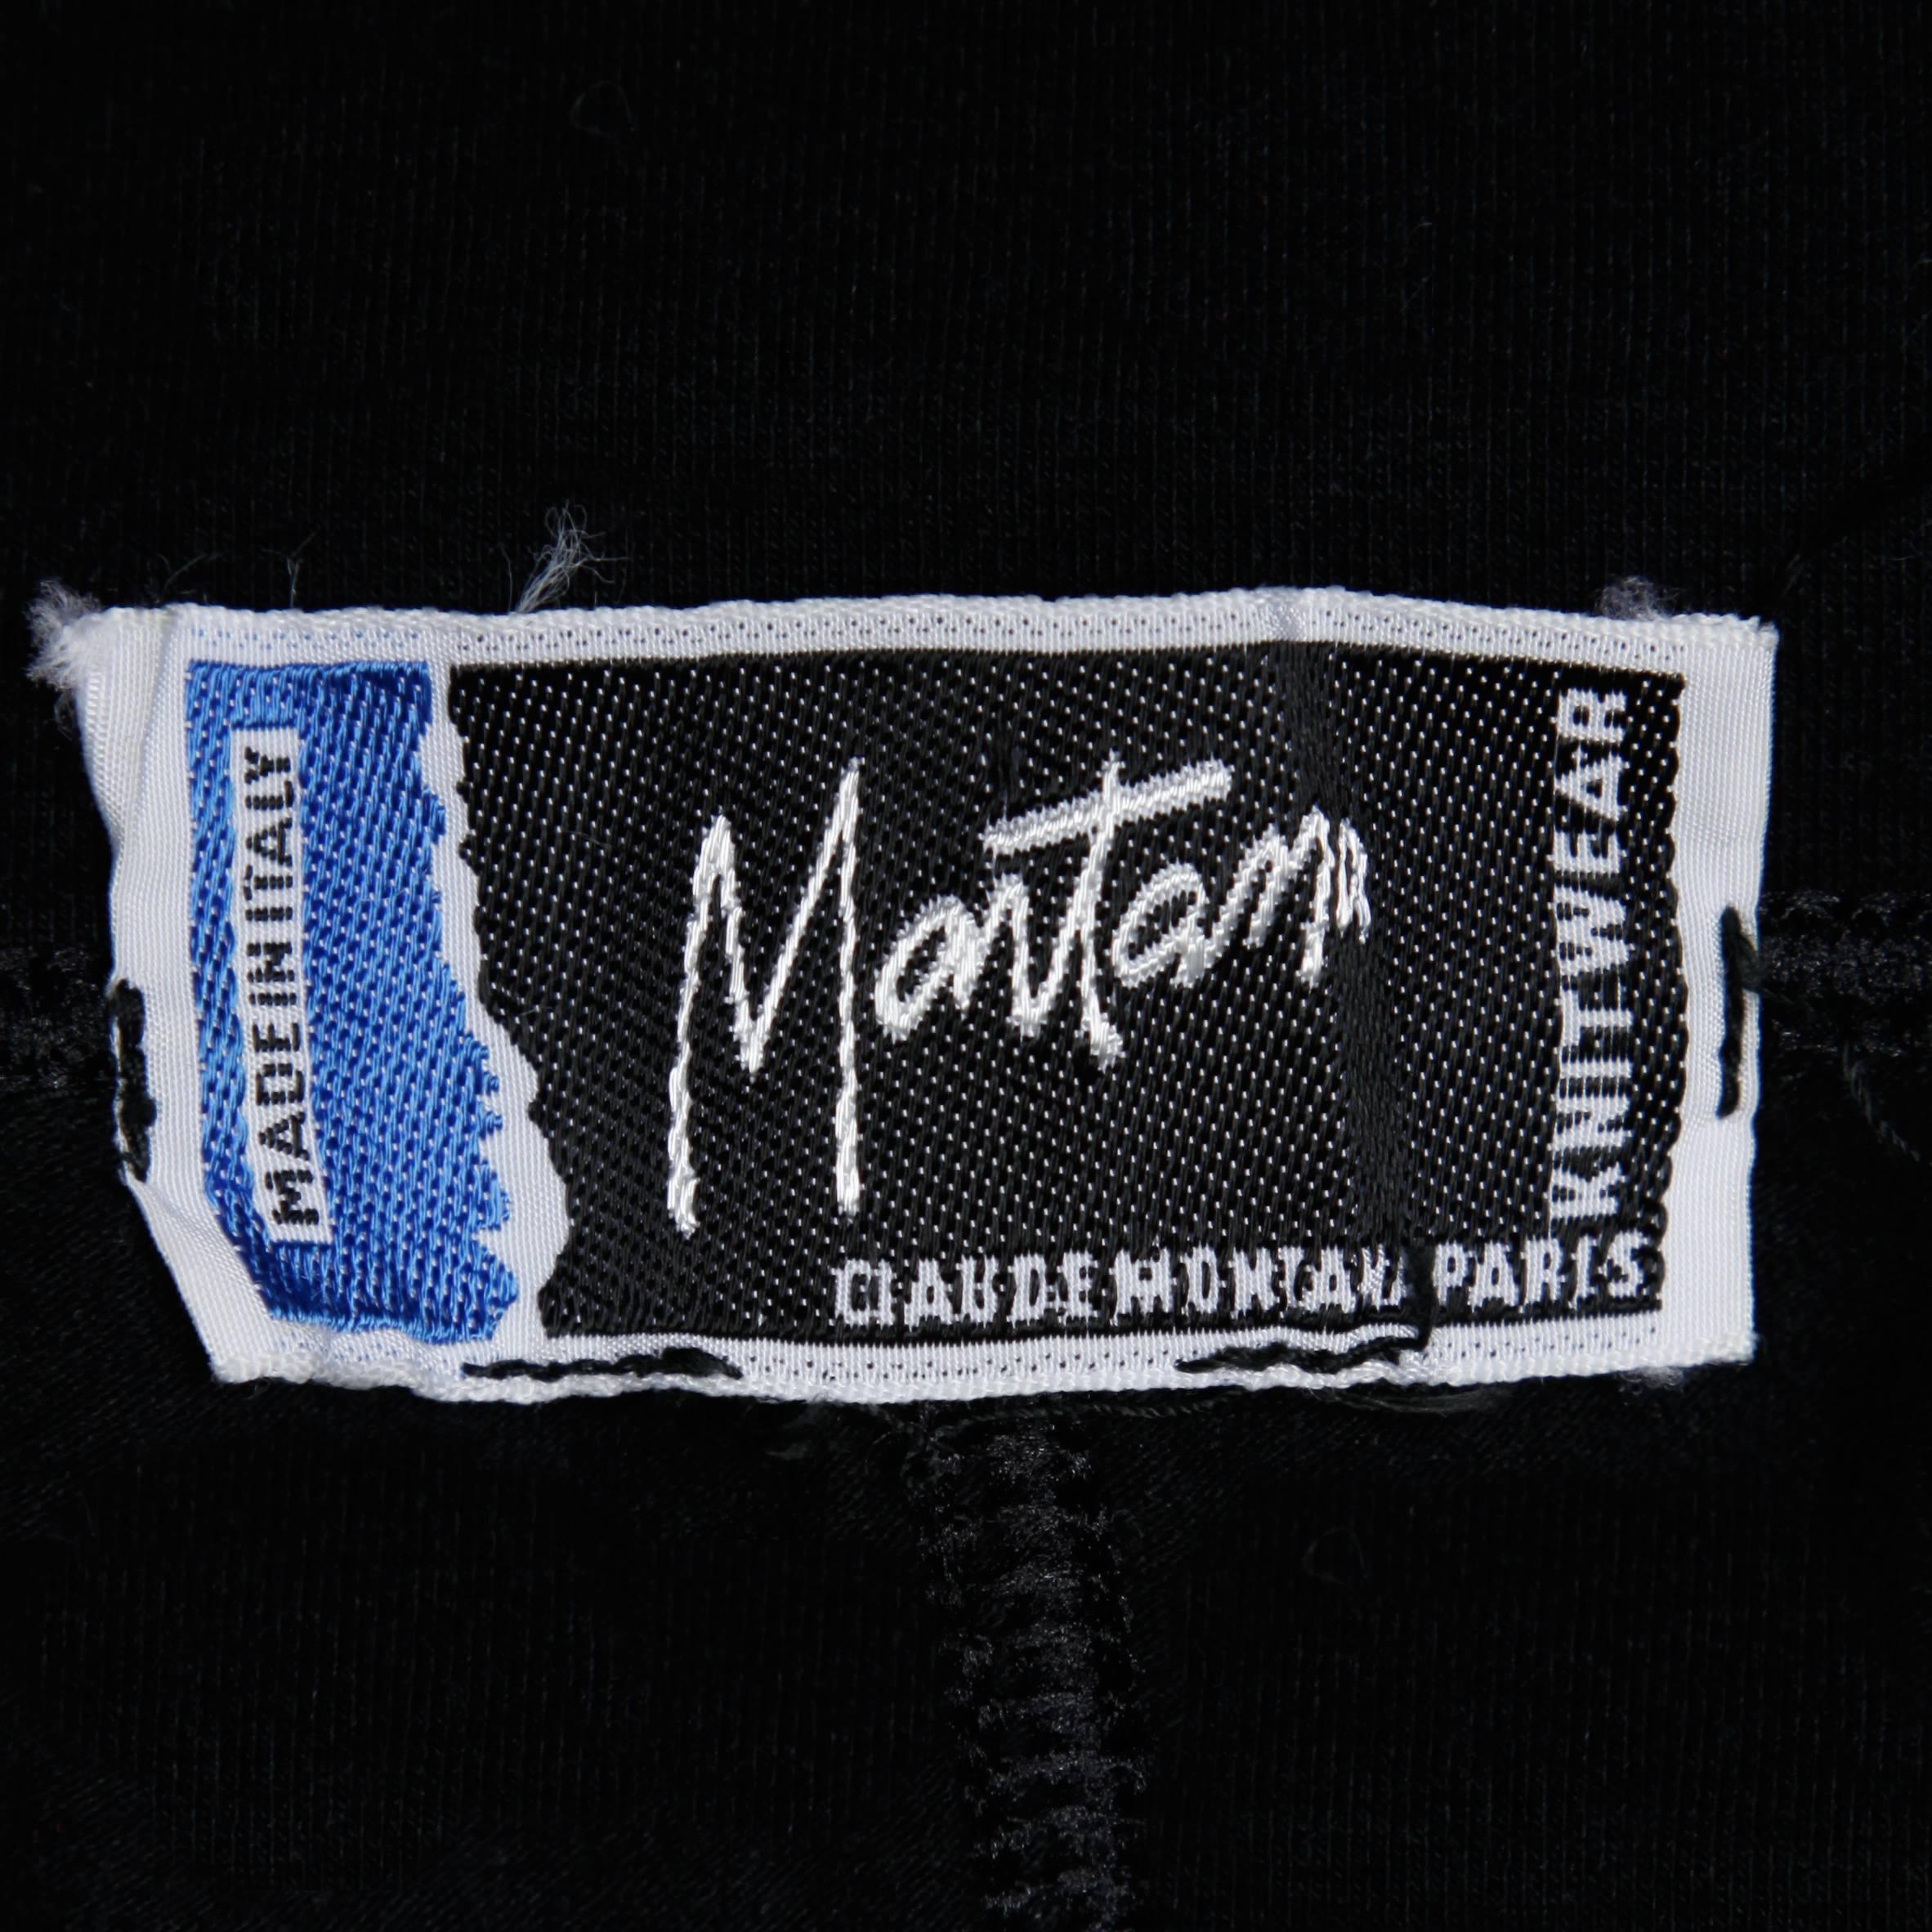 MADE IN ITALY
Montana
KNITWEAR
CLAUDE MONTANA PARIS